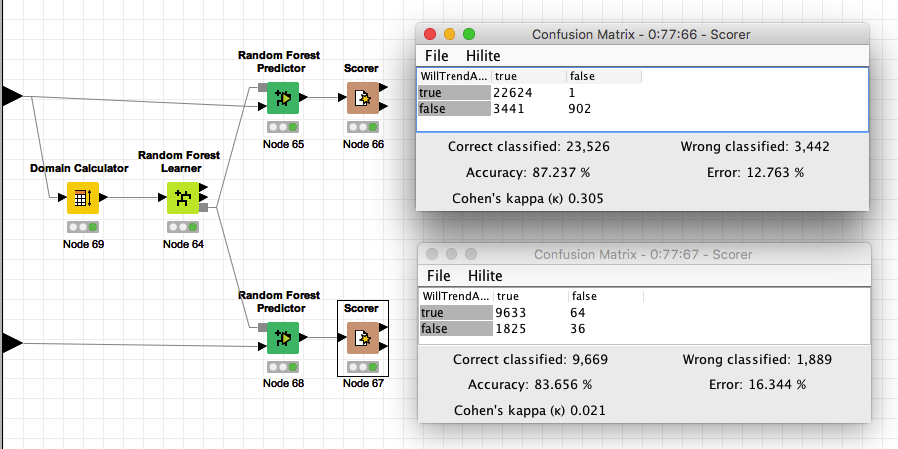 Random Forest
Predictor
Scorer
Node 65
Node 66
Domain Calculator
Random Forest
Learner
Node 69
Node 64
Random Forest
Predictor
Scorer
Node 68
Node 67
Confusion Matrix - 0:77:66 - Scorer
File Hilite
WillTrendA... true false
true 22624 1
false 3441 902
Correct classified: 23,526 Wrong classified: 3,442
Accuracy: 87.237 % Error: 12.763 %
Cohen's kappa (κ) 0.305
Confusion Matrix - 0:77:67 - Scorer
File Hilite
WillTrendA... true false
true 9633 64
false 1825 36
Correct classified: 9,669 Wrong classified: 1,889
Accuracy: 83.656 % Error: 16.344 %
Cohen's kappa (κ) 0.021